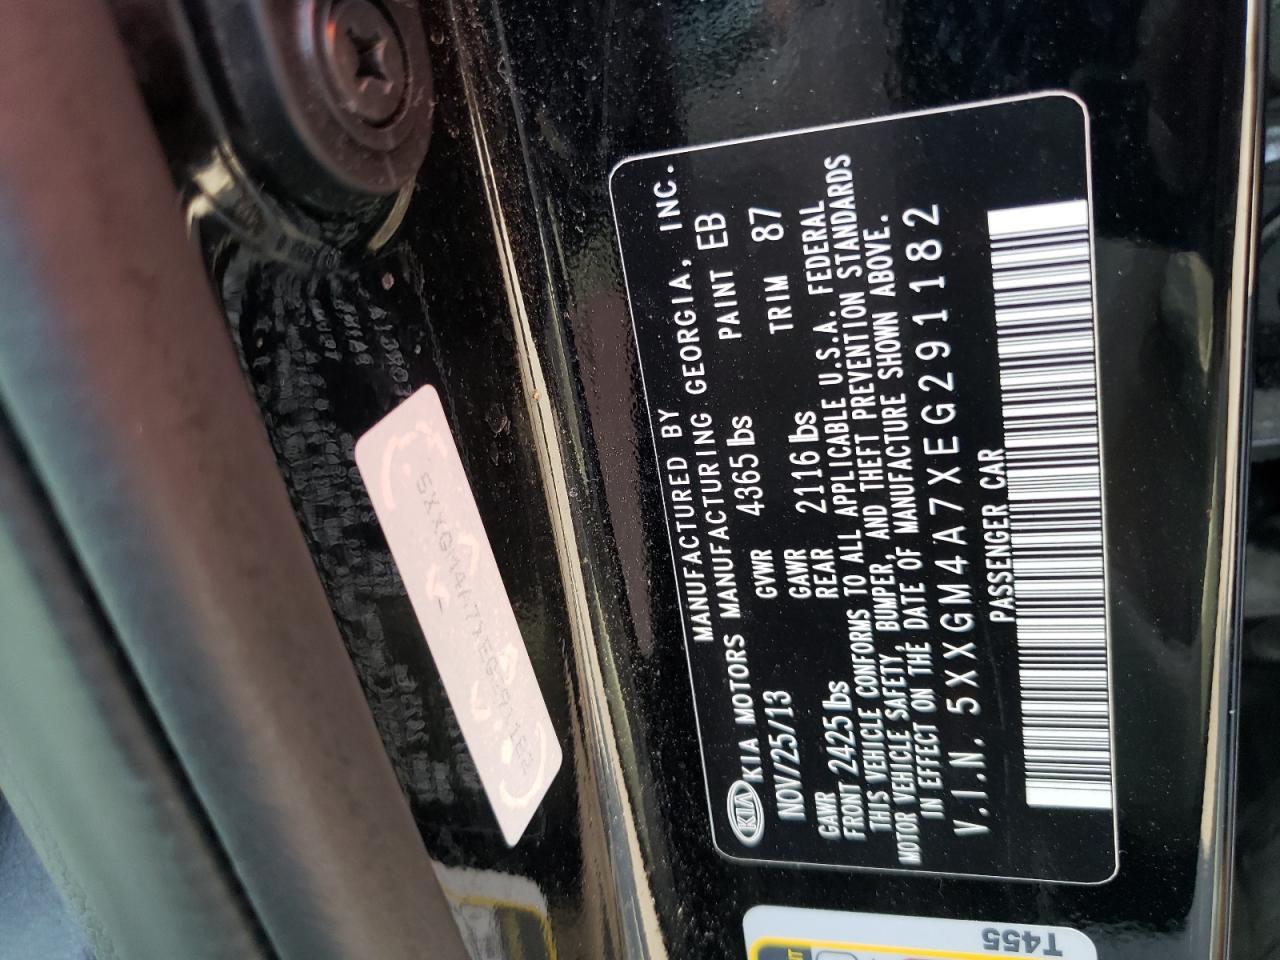 MANUFACTURED BY
KIA KIA MOTORS MANUFACTURING GEORGIA, INC.
NOV/25/13 GVWR 4365 lbs PAINT EB
GAWR FRONT 2425 lbs GAWR REAR 2116 lbs TRIM 87
THIS VEHICLE CONFORMS TO ALL APPLICABLE U.S.A. FEDERAL
MOTOR VEHICLE SAFETY, BUMPER, AND THEFT PREVENTION STANDARDS
IN EFFECT ON THE DATE OF MANUFACTURE SHOWN ABOVE.
V.I.N. 5XXGM4A7XEG291182
PASSENGER CAR
5XXGM4A7XEG291182
T455